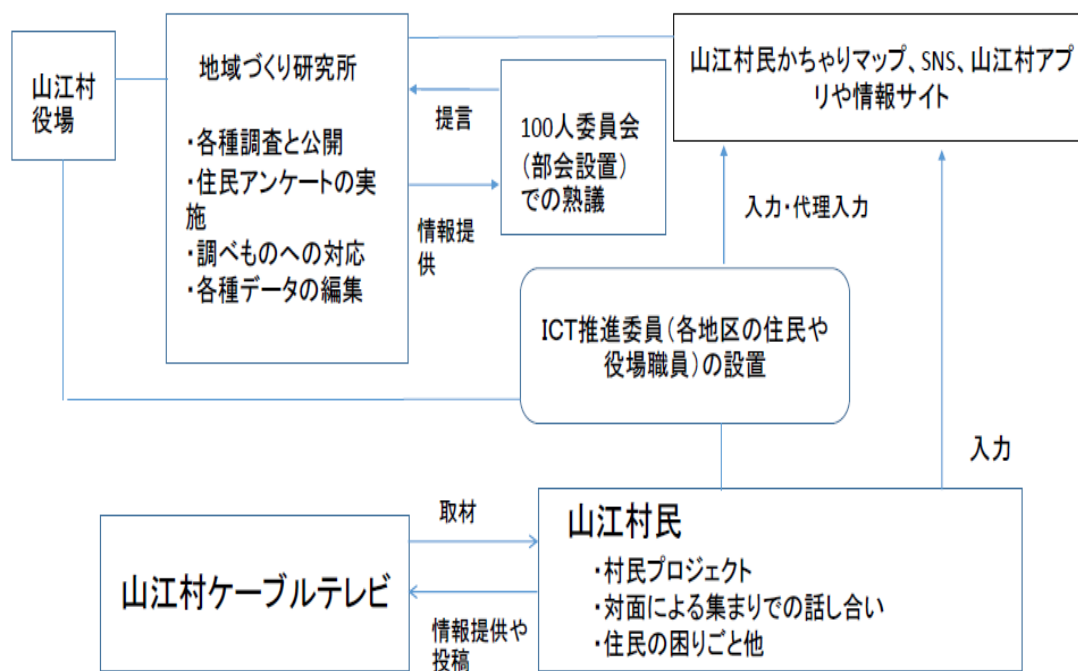 山江村
役場
地域づくり研究所
・各種調査と公開
・住民アンケートの実
施
・調べものへの対応
・各種データの編集
提言
情報提
供
100人委員会
（部会設置）
での熟議
山江村民かちゃりマップ、SNS、山江村アプ
リや情報サイト
入力・代理入力
ICT推進委員（各地区の住民や
役場職員）の設置
入力
山江村ケーブルテレビ
取材
情報提供や
投稿
山江村民
・村民プロジェクト
・対面による集まりでの話し合い
・住民の困りごと他